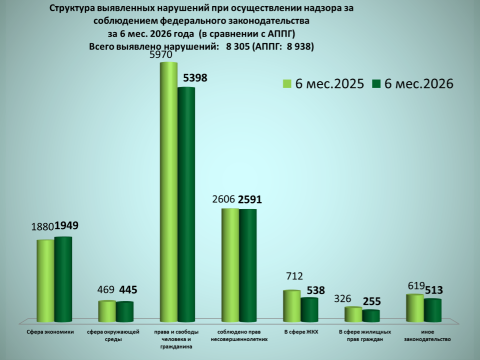 Структура выявленных нарушений при осуществлении надзора за
соблюдением федерального законодательства
за 6 мес. 2026 года (в сравнении с АППГ)
Всего выявлено нарушений: 8 305 (АППГ: 8 938)
6 мес.2025 6 мес.2026
5970 5398
1880 1949
469 445
2606 2591
712 538
326 255
619 513
Сфера экономики
сфера окружающей
среды
права и свободы
человека и
гражданина
соблюдено прав
несовершеннолетних
В сфере ЖКХ
В сфере жилищных
прав граждан
иное
законодательство